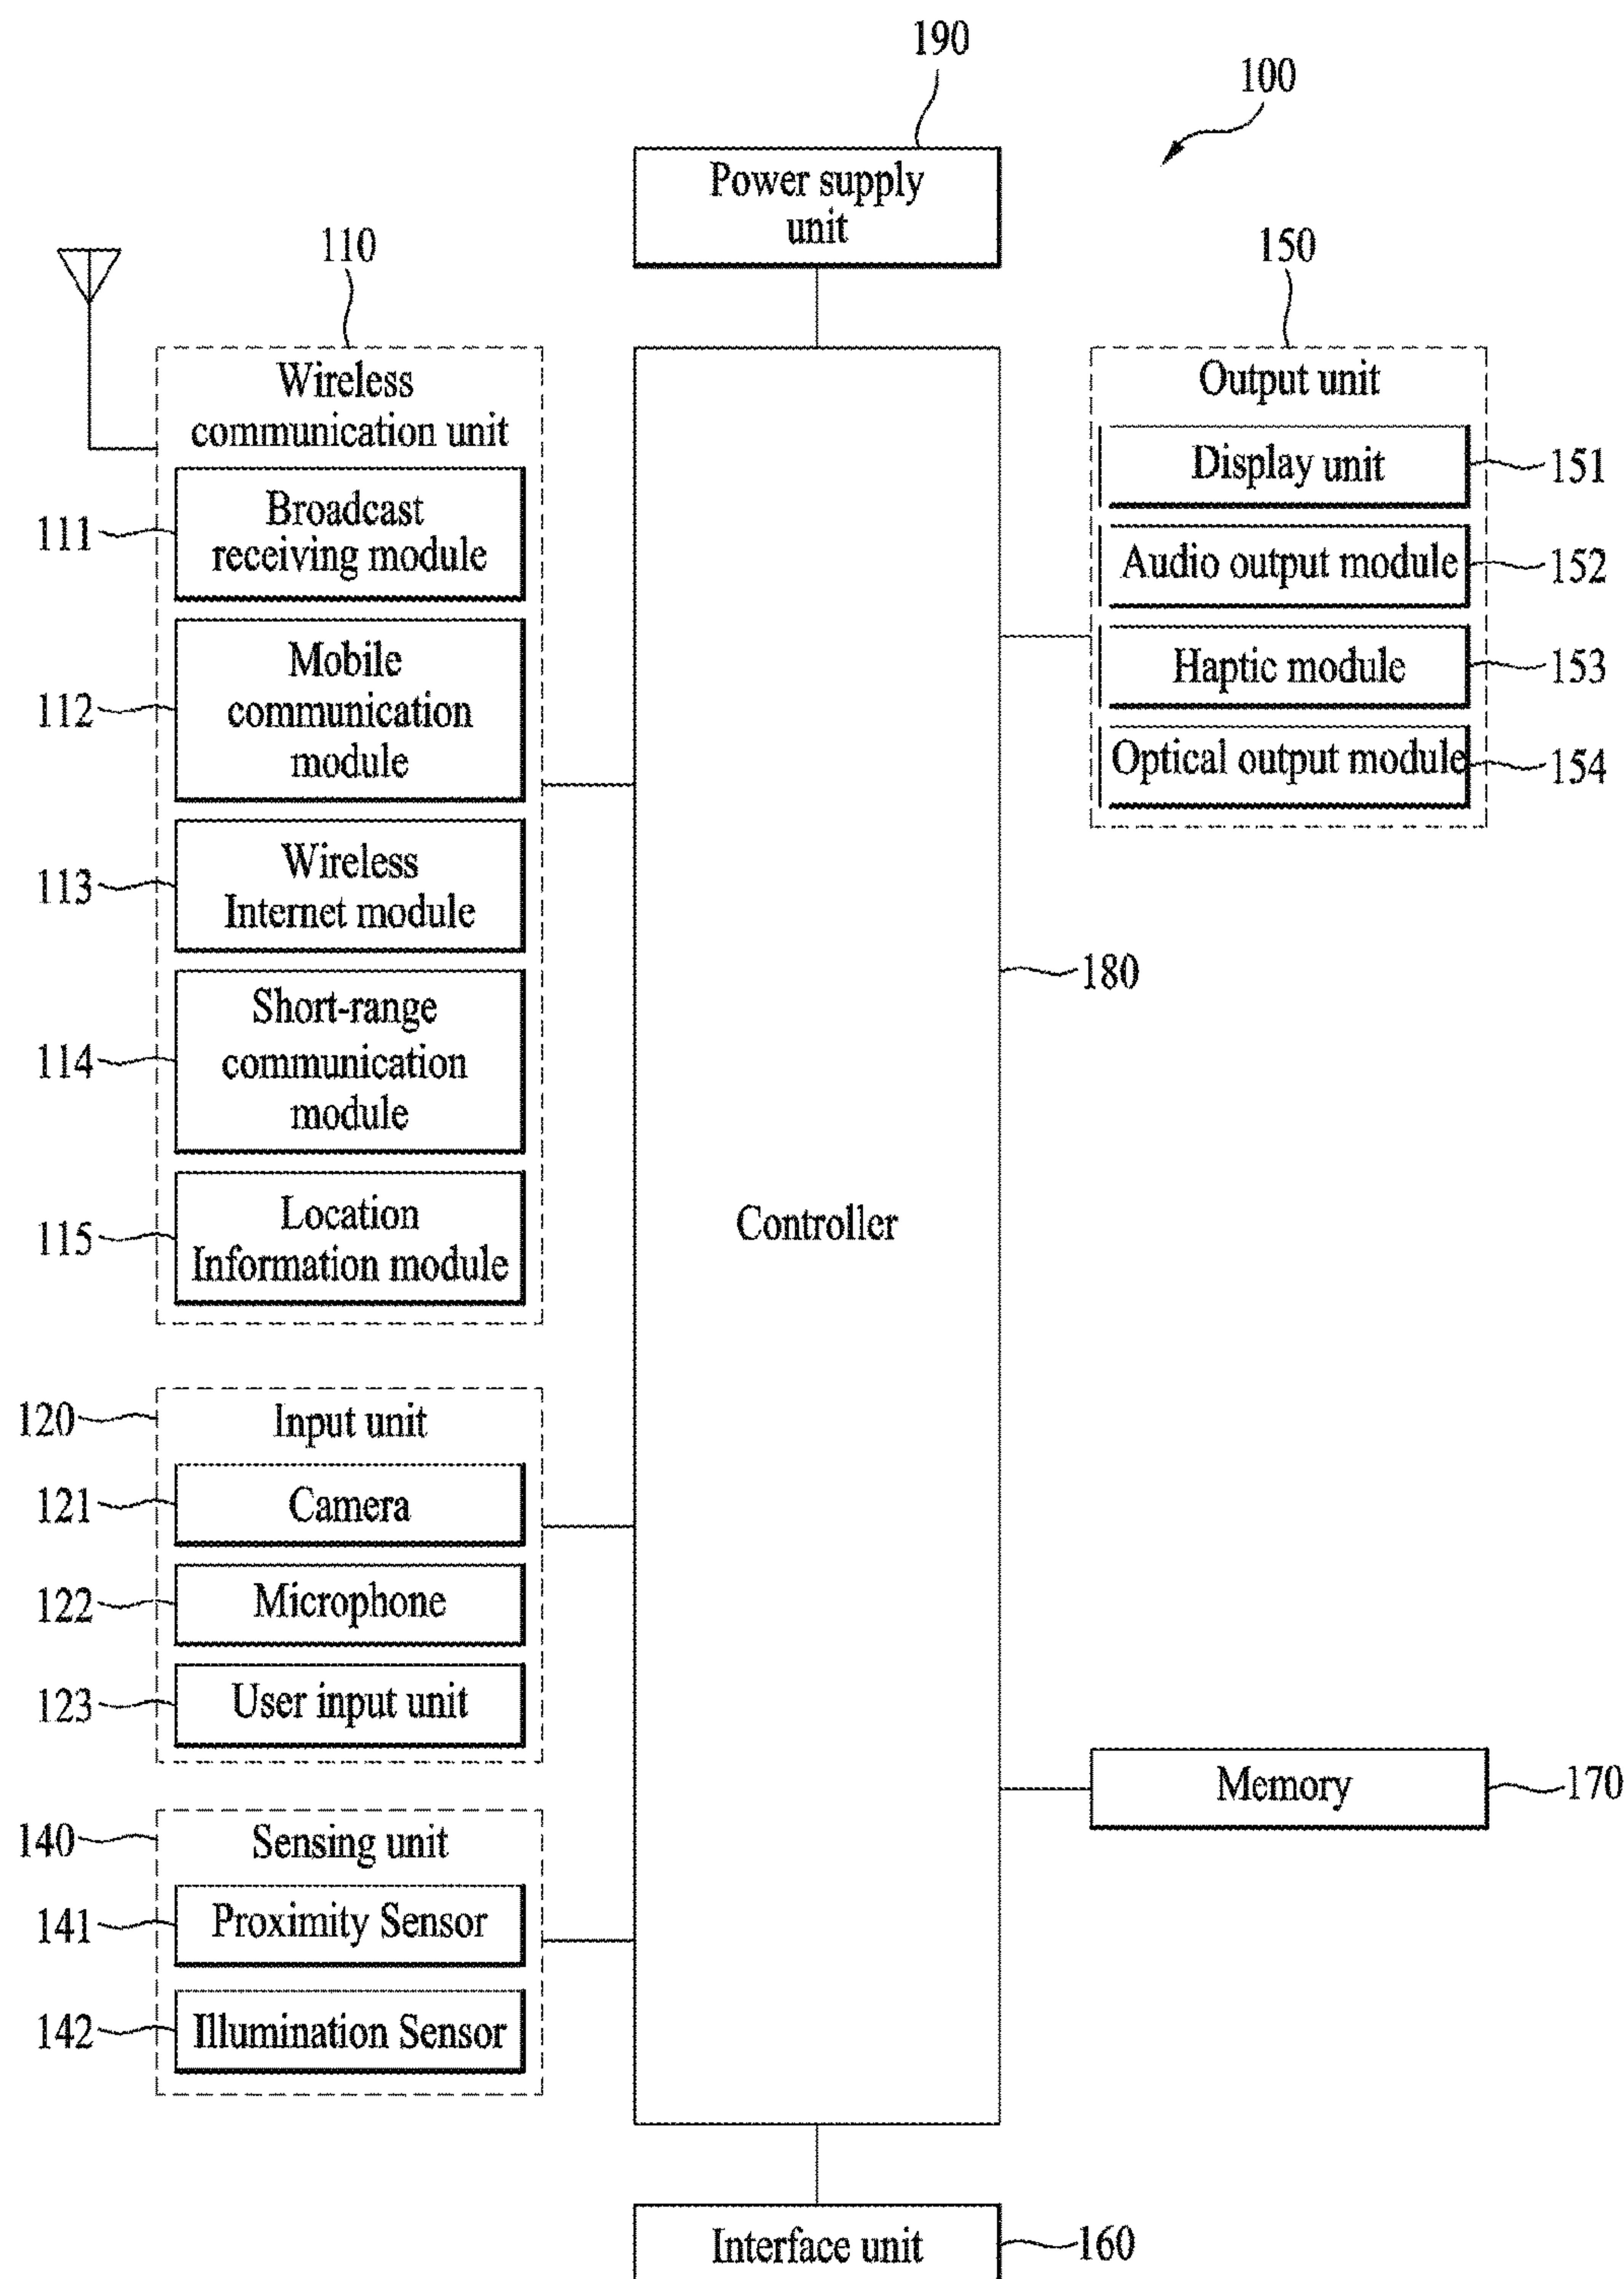 190
100
Power supply
unit
110
150
Wireless
communication unit
Output unit
Display unit
151
111
Broadcast
receiving module
Audio output module
152
112
Mobile
communication
module
Haptic module
153
Optical output module
154
113
Wireless
Internet module
180
114
Short-range
communication
module
115
Location
Information module
Controller
120
Input unit
121
Camera
122
Microphone
123
User input unit
Memory
170
140
Sensing unit
141
Proximity Sensor
142
Illumination Sensor
Interface unit
160